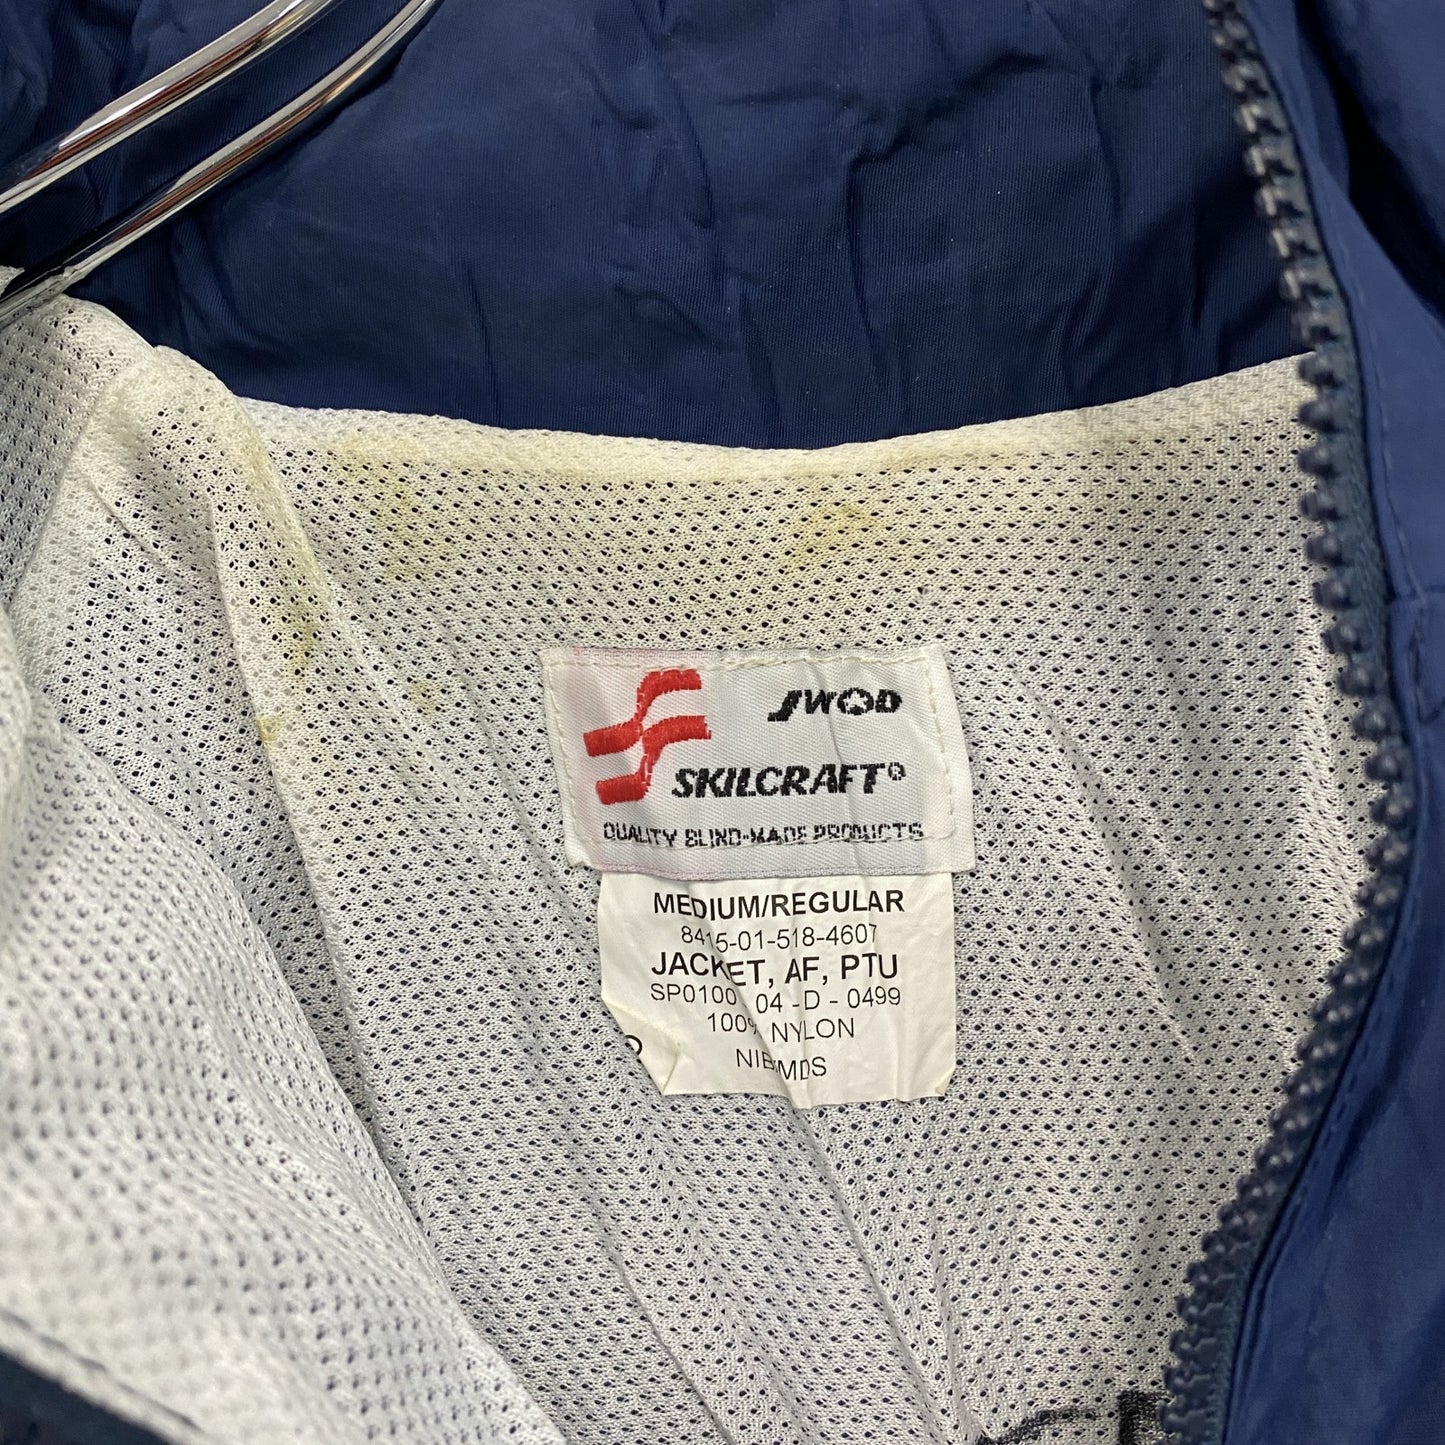 JWOD
SKILCRAFT®
QUALITY BLIND-MADE PRODUCTS
MEDIUM/REGULAR
8415-01-518-4607
JACKET, AF, PTU
SP0100 04 -D - 0499
100% NYLON